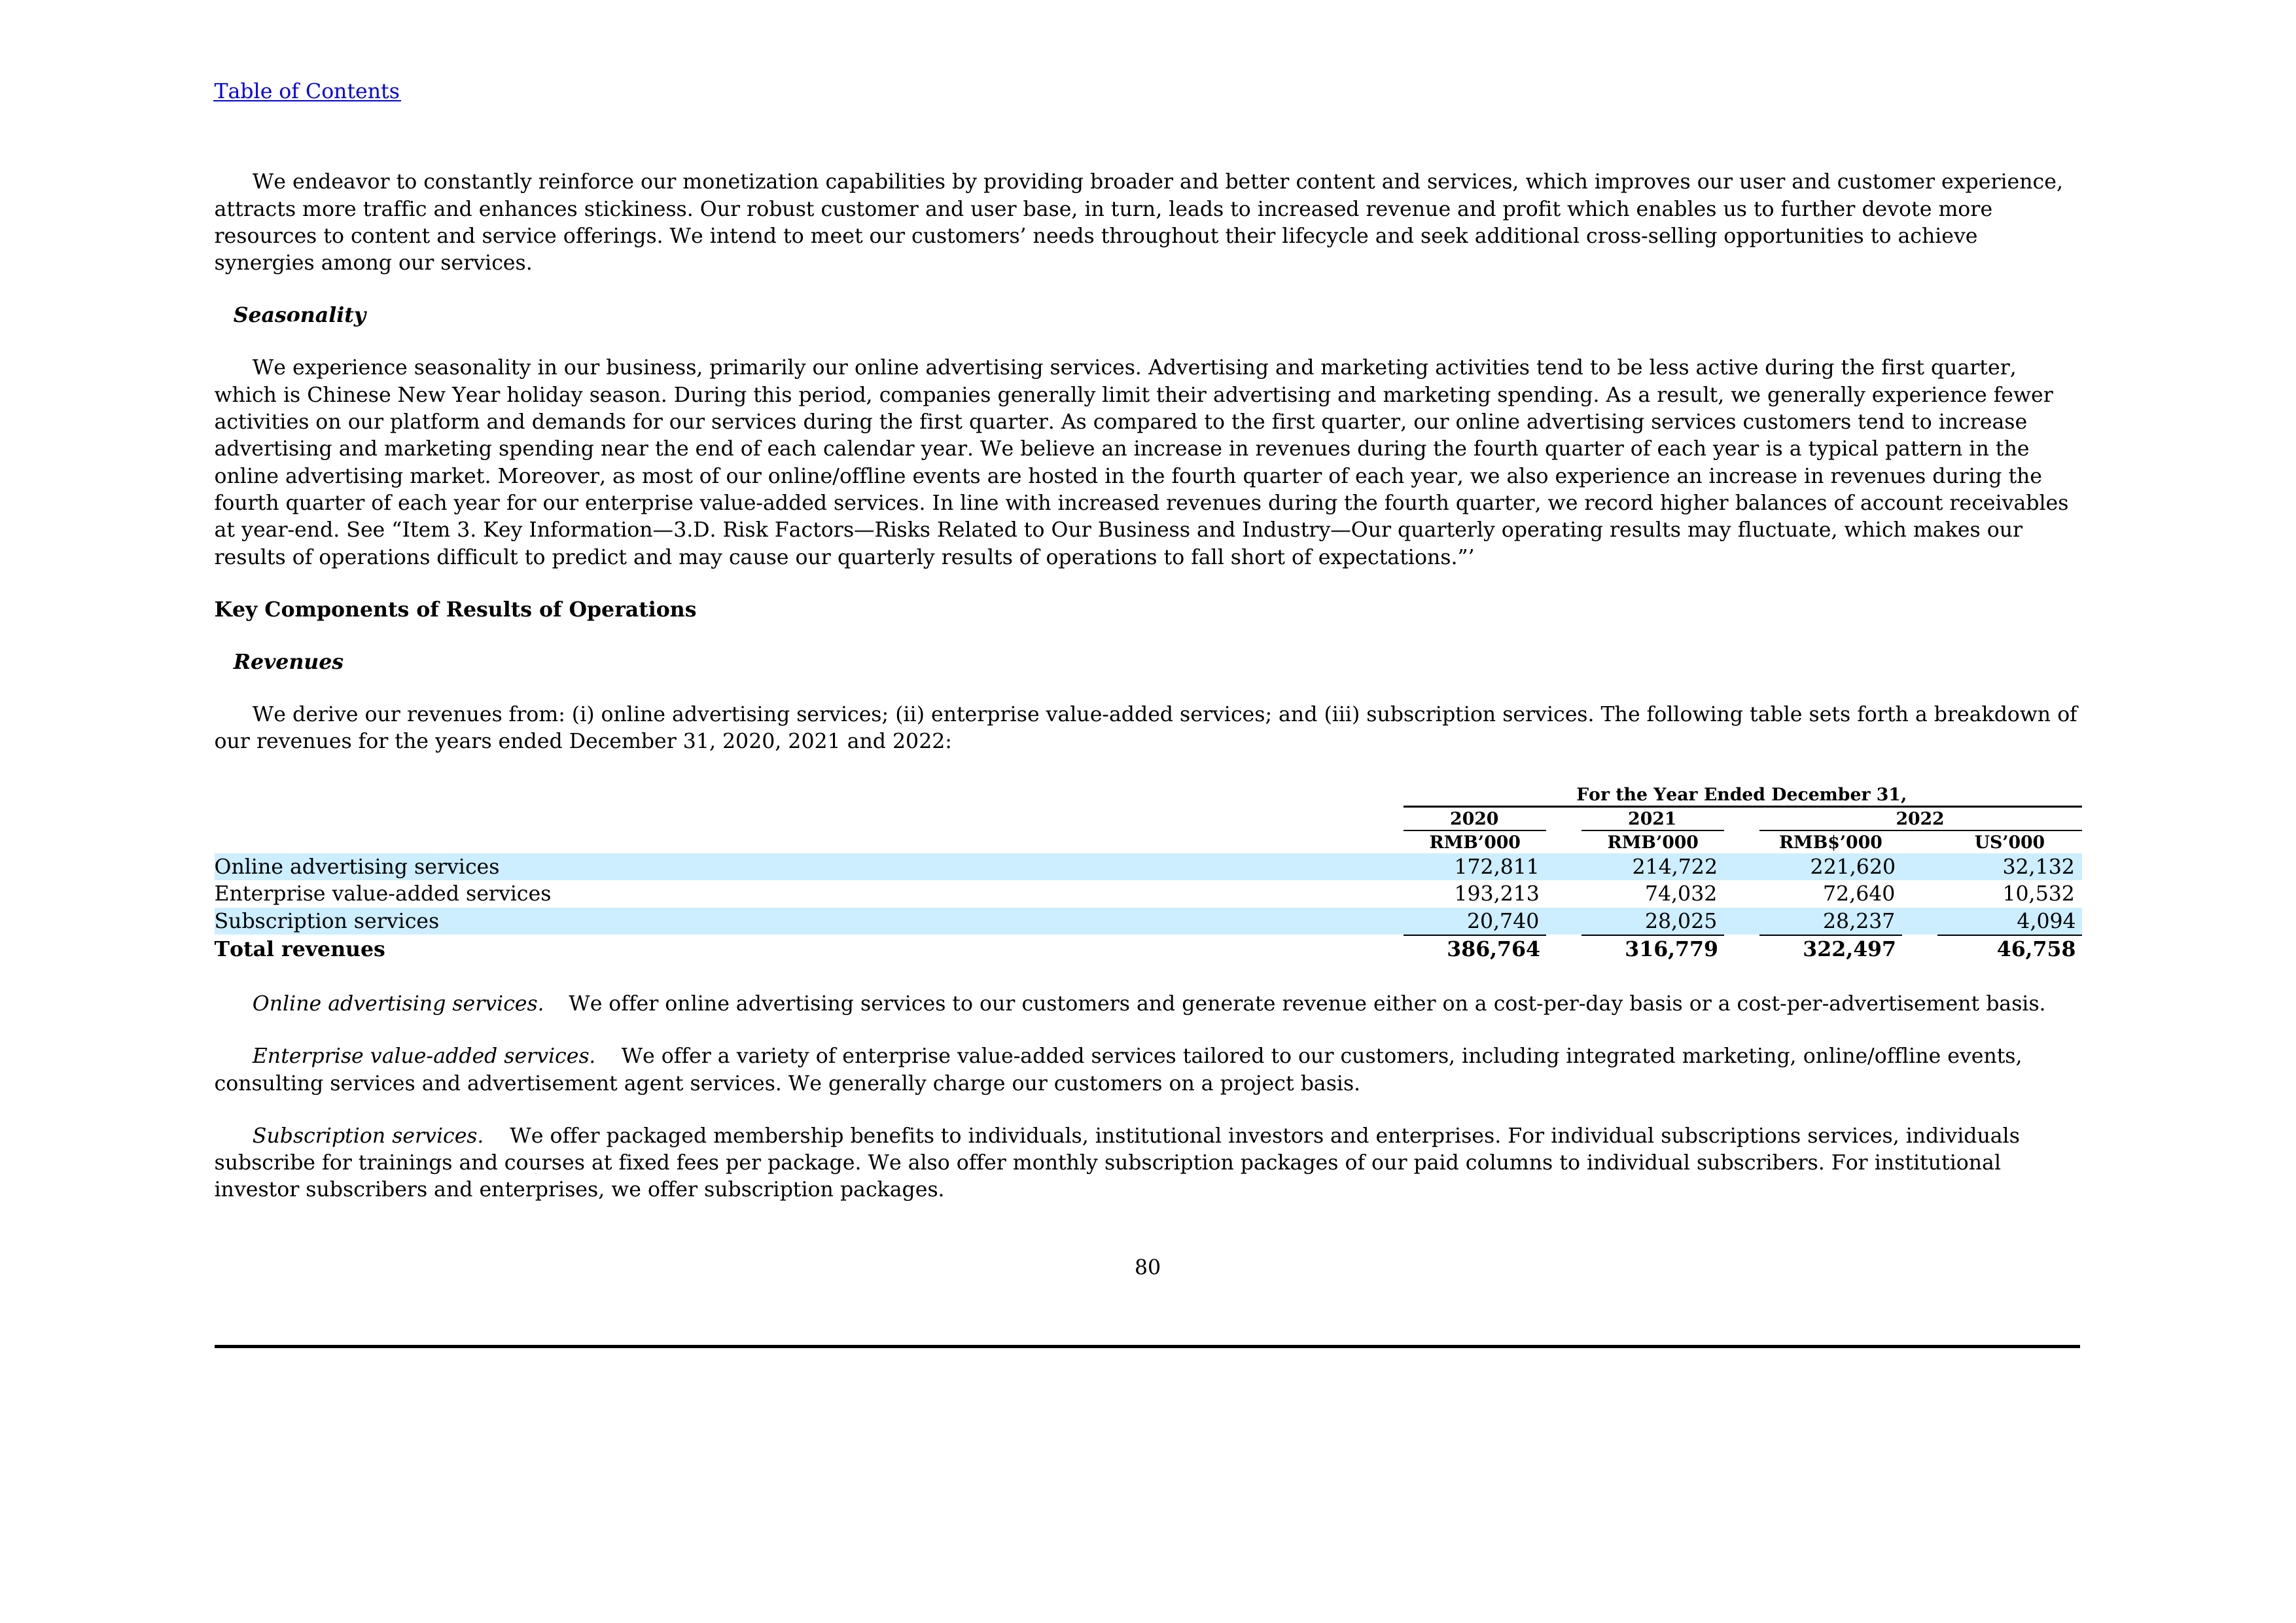 Table of Contents
We endeavor to constantly reinforce our monetization capabilities by providing broader and better content and services, which improves our user and customer experience,
attracts more traffic and enhances stickiness. Our robust customer and user base, in turn, leads to increased revenue and profit which enables us to further devote more
resources to content and service offerings. We intend to meet our customers’ needs throughout their lifecycle and seek additional cross-selling opportunities to achieve
synergies among our services.
Seasonality
We experience seasonality in our business, primarily our online advertising services. Advertising and marketing activities tend to be less active during the first quarter,
which is Chinese New Year holiday season. During this period, companies generally limit their advertising and marketing spending. As a result, we generally experience fewer
activities on our platform and demands for our services during the first quarter. As compared to the first quarter, our online advertising services customers tend to increase
advertising and marketing spending near the end of each calendar year. We believe an increase in revenues during the fourth quarter of each year is a typical pattern in the
online advertising market. Moreover, as most of our online/offline events are hosted in the fourth quarter of each year, we also experience an increase in revenues during the
fourth quarter of each year for our enterprise value-added services. In line with increased revenues during the fourth quarter, we record higher balances of account receivables
at year-end. See “Item 3. Key Information—3.D. Risk Factors—Risks Related to Our Business and Industry—Our quarterly operating results may fluctuate, which makes our
results of operations difficult to predict and may cause our quarterly results of operations to fall short of expectations.”’
Key Components of Results of Operations
Revenues
We derive our revenues from: (i) online advertising services; (ii) enterprise value-added services; and (iii) subscription services. The following table sets forth a breakdown of
our revenues for the years ended December 31, 2020, 2021 and 2022:
For the Year Ended December 31,
2020 2021 2022
RMB’000 RMB’000 RMB$’000 US’000
Online advertising services 172,811 214,722 221,620 32,132
Enterprise value-added services 193,213 74,032 72,640 10,532
Subscription services 20,740 28,025 28,237 4,094
Total revenues 386,764 316,779 322,497 46,758
Online advertising services. We offer online advertising services to our customers and generate revenue either on a cost-per-day basis or a cost-per-advertisement basis.
Enterprise value-added services. We offer a variety of enterprise value-added services tailored to our customers, including integrated marketing, online/offline events,
consulting services and advertisement agent services. We generally charge our customers on a project basis.
Subscription services. We offer packaged membership benefits to individuals, institutional investors and enterprises. For individual subscriptions services, individuals
subscribe for trainings and courses at fixed fees per package. We also offer monthly subscription packages of our paid columns to individual subscribers. For institutional
investor subscribers and enterprises, we offer subscription packages.
80